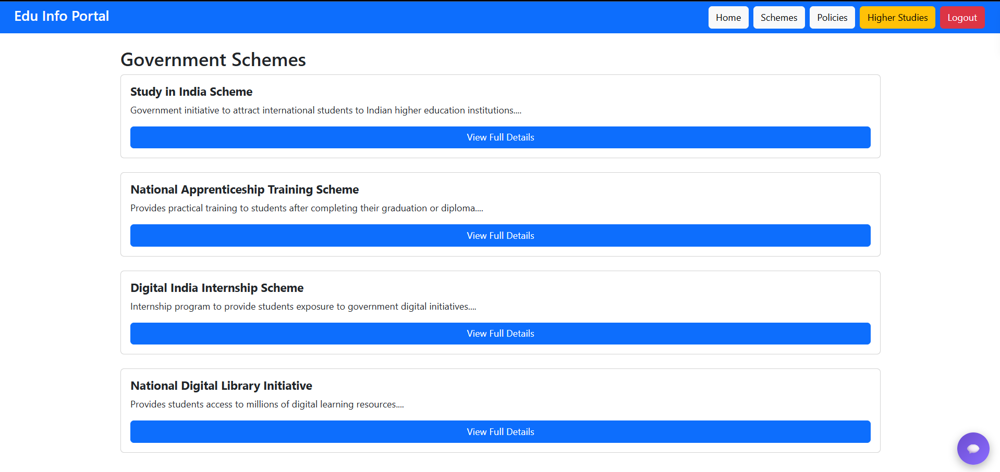 Edu Info Portal
Home Schemes Policies Higher Studies Logout
Government Schemes
Study in India Scheme
Government initiative to attract international students to Indian higher education institutions....
View Full Details
National Apprenticeship Training Scheme
Provides practical training to students after completing their graduation or diploma....
View Full Details
Digital India Internship Scheme
Internship program to provide students exposure to government digital initiatives....
View Full Details
National Digital Library Initiative
Provides students access to millions of digital learning resources....
View Full Details